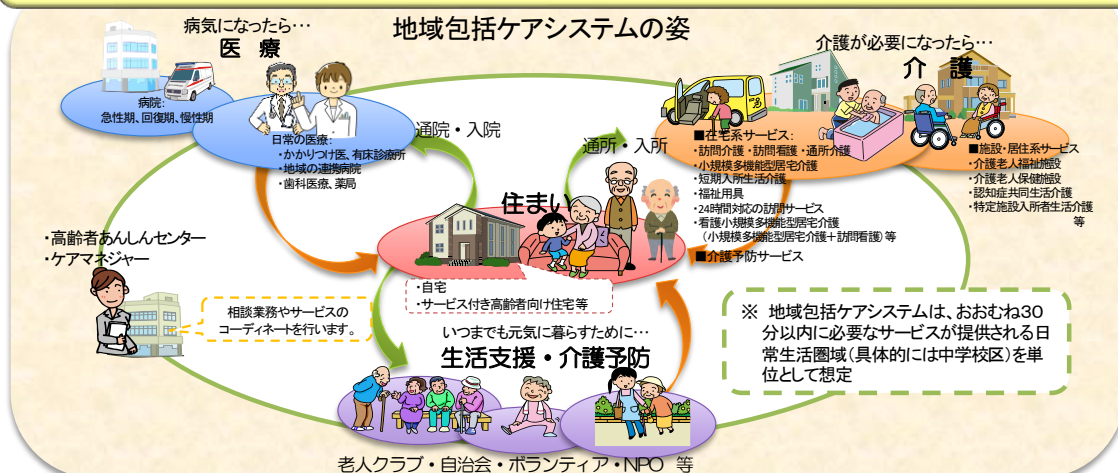 地域包括ケアシステムの姿
病気になったら…
医 療
病院：
急性期、回復期、慢性期
日常の医療：
・かかりつけ医、有床診療所
・地域の連携病院
・歯科医療、薬局
通院・入院
介護が必要になったら…
介 護
通所・入所
■在宅系サービス：
・訪問介護・訪問看護・通所介護
・小規模多機能型居宅介護
・短期入所生活介護
・福祉用具
・24時間対応の訪問サービス
・看護小規模多機能型居宅介護
（小規模多機能型居宅介護＋訪問看護）等
■介護予防サービス
■施設・居住系サービス
・介護老人福祉施設
・介護老人保健施設
・認知症共同生活介護
・特定施設入所者生活介護
等
住まい
・自宅
・サービス付き高齢者向け住宅等
・高齢者あんしんセンター
・ケアマネジャー
相談業務やサービスの
コーディネートを行います。
いつまでも元気に暮らすために…
生活支援・介護予防
老人クラブ・自治会・ボランティア・NPO 等
※ 地域包括ケアシステムは、おおむね30
分以内に必要なサービスが提供される日
常生活圏域（具体的には中学校区）を単
位として想定